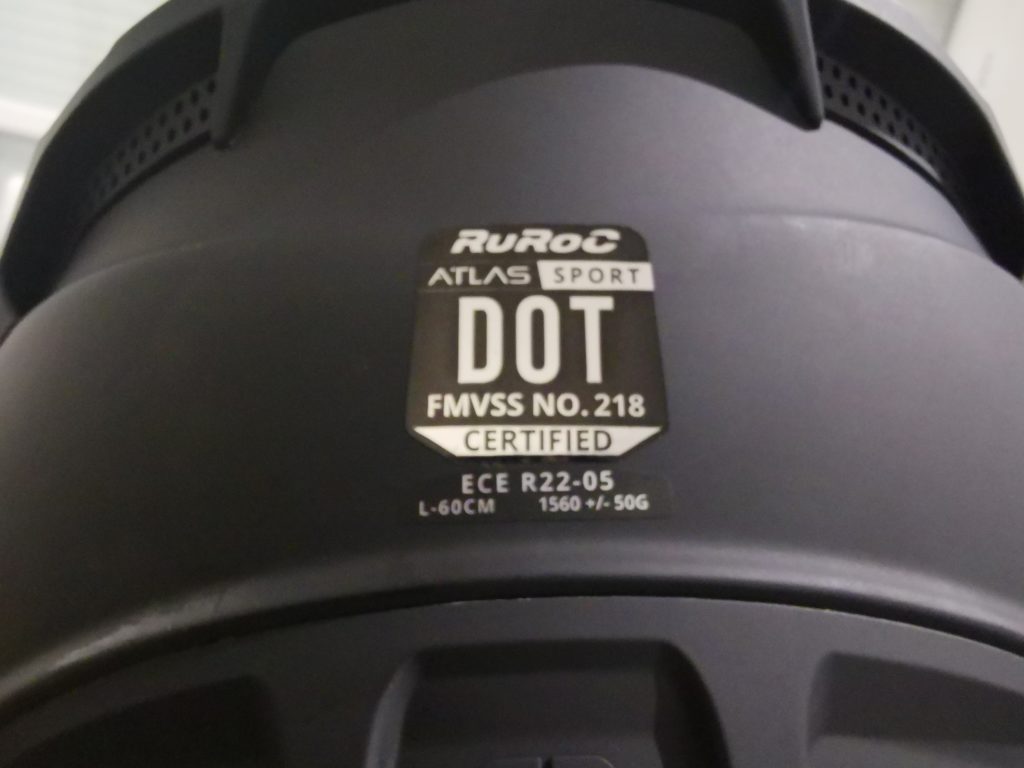 RUROC
ATLAS SPORT
DOT
FMVSS NO. 218
CERTIFIED
ECE R22-05
L-60CM 1560 +/- 50G